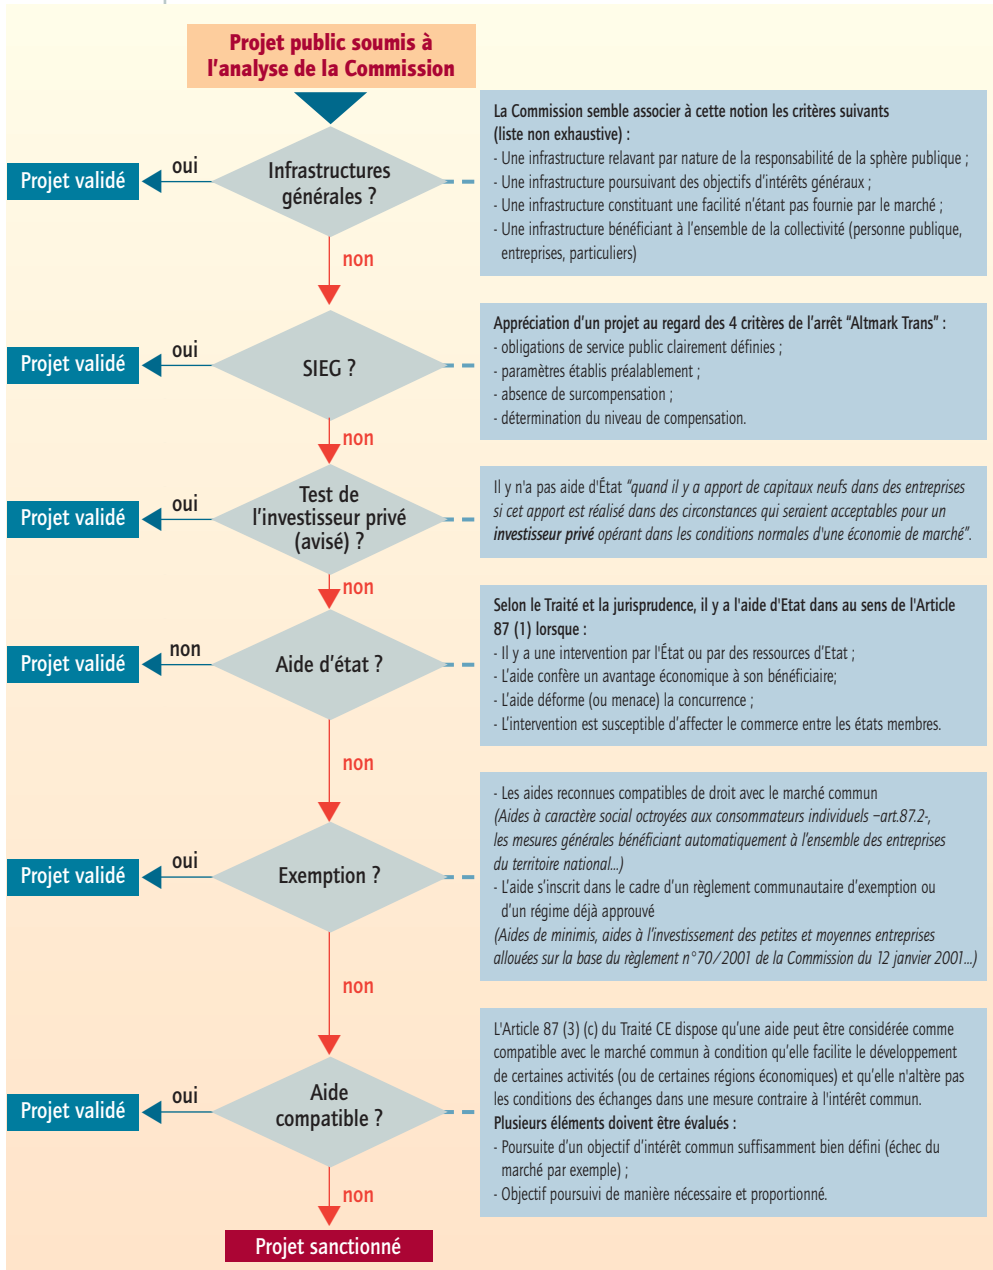 Projet public soumis à
l'analyse de la Commission
Infrastructures
générales ?
oui
Projet validé
non
La Commission semble associer à cette notion les critères suivants
(liste non exhaustive) :
- Une infrastructure relavant par nature de la responsabilité de la sphère publique ;
- Une infrastructure poursuivant des objectifs d'intérêts généraux ;
- Une infrastructure constituant une facilité n'étant pas fournie par le marché ;
- Une infrastructure bénéficiant à l'ensemble de la collectivité (personne publique,
entreprises, particuliers)
SIEG ?
oui
Projet validé
non
Appréciation d'un projet au regard des 4 critères de l'arrêt "Altmark Trans" :
- obligations de service public clairement définies ;
- paramètres établis préalablement ;
- absence de surcompensation ;
- détermination du niveau de compensation.
Test de
l'investisseur privé
(avisé) ?
oui
Projet validé
non
Il y n'a pas aide d'État "quand il y a apport de capitaux neufs dans des entreprises
si cet apport est réalisé dans des circonstances qui seraient acceptables pour un
investisseur privé opérant dans les conditions normales d'une économie de marché".
Aide d'état ?
non
Projet validé
non
Selon le Traité et la jurisprudence, il y a l'aide d'Etat dans au sens de l'Article
87 (1) lorsque :
- Il y a une intervention par l'État ou par des ressources d'Etat ;
- L'aide confère un avantage économique à son bénéficiaire;
- L'aide déforme (ou menace) la concurrence ;
- L'intervention est susceptible d'affecter le commerce entre les états membres.
Exemption ?
oui
Projet validé
non
- Les aides reconnues compatibles de droit avec le marché commun
(Aides à caractère social octroyées aux consommateurs individuels –art.87.2-,
les mesures générales bénéficiant automatiquement à l'ensemble des entreprises
du territoire national...)
- L'aide s'inscrit dans le cadre d'un règlement communautaire d'exemption ou
d'un régime déjà approuvé
(Aides de minimis, aides à l'investissement des petites et moyennes entreprises
allouées sur la base du règlement n°70/2001 de la Commission du 12 janvier 2001...)
Aide
compatible ?
oui
Projet validé
non
L'Article 87 (3) (c) du Traité CE dispose qu'une aide peut être considérée comme
compatible avec le marché commun à condition qu'elle facilite le développement
de certaines activités (ou de certaines régions économiques) et qu'elle n'altère pas
les conditions des échanges dans une mesure contraire à l'intérêt commun.
Plusieurs éléments doivent être évalués :
- Poursuite d'un objectif d'intérêt commun suffisamment bien défini (échec du
marché par exemple) ;
- Objectif poursuivi de manière nécessaire et proportionné.
Projet sanctionné